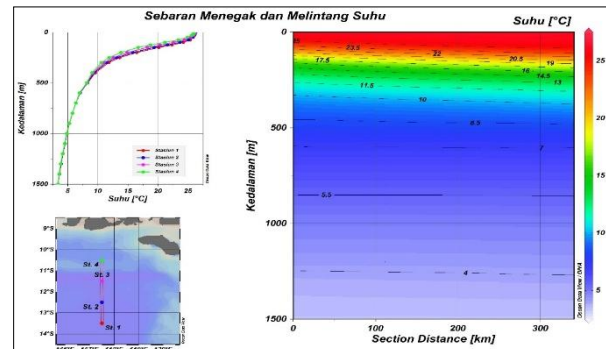 Sebaran Menegak dan Melintang Suhu
0
500
1000
1500
Kedalaman [m]
5
10
15
20
25
Suhu [°C]
Stasiun 1
Stasiun 2
Stasiun 3
Stasiun 4
Ocean Data View
9°S
10°S
11°S
12°S
13°S
14°S
St. 4
St. 3
St. 2
St. 1
Suhu [°C]
0
500
1000
1500
Kedalaman [m]
23.5
22
20.5
19
17.5
16
14.5
13
11.5
10
8.5
7
5.5
4
0
100
200
300
Section Distance [km]
25
20
15
10
5
Ocean Data View / DIVA